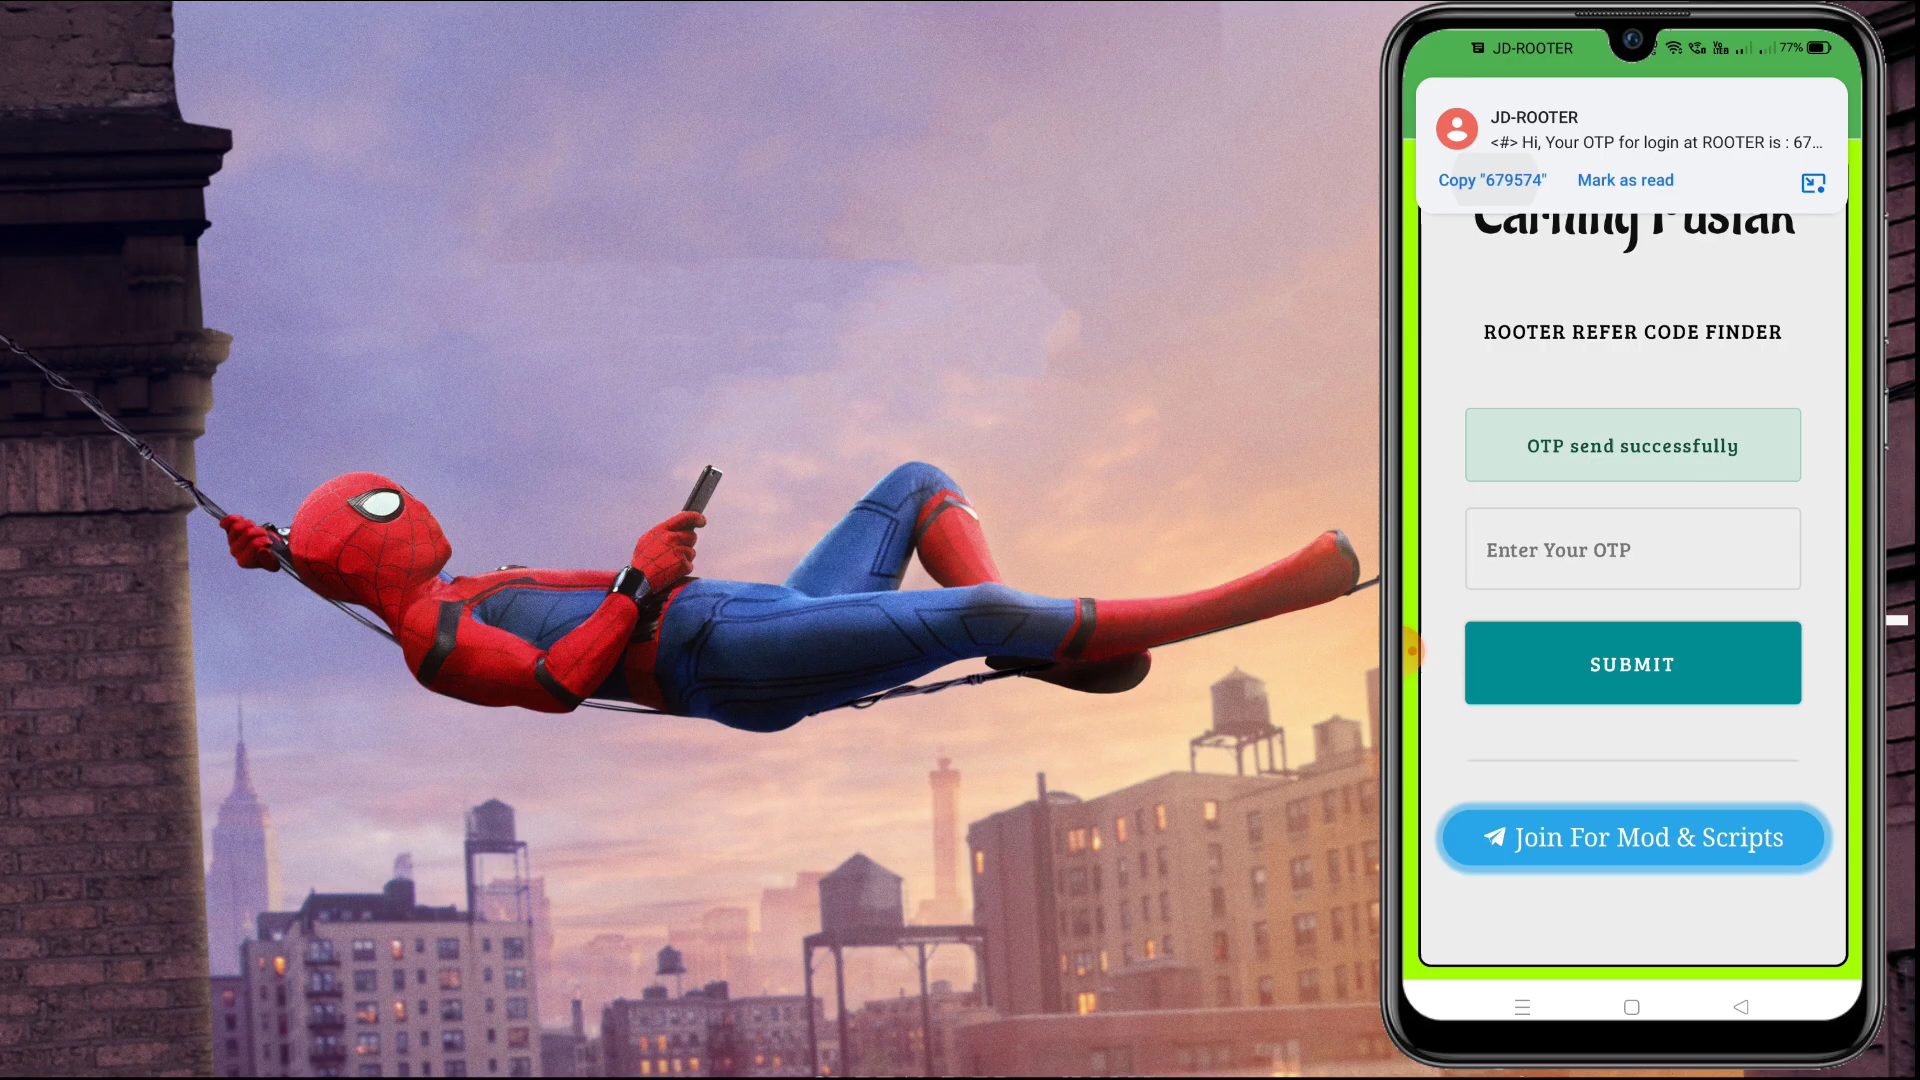 JD-ROOTER
77%
JD-ROOTER
<#> Hi, Your OTP for login at ROOTER is : 67...
Copy "679574"
Mark as read
ROOTER REFER CODE FINDER
OTP send successfully
Enter Your OTP
SUBMIT
Join For Mod & Scripts